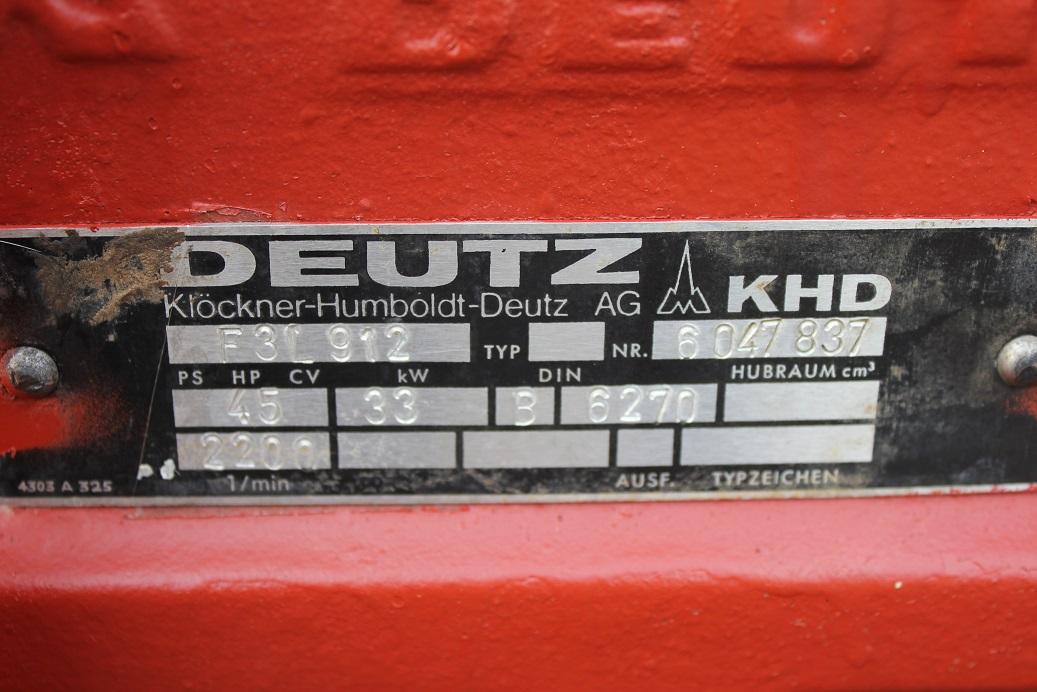 DEUTZ
Klöckner-Humboldt-Deutz AG KHD
F3L 912 TYP NR. 6 047 837
PS HP CV kW DIN HUBRAUM cm³
45 33 B 6270
2200
4303 A 325 1/min AUSF. TYPZEICHEN